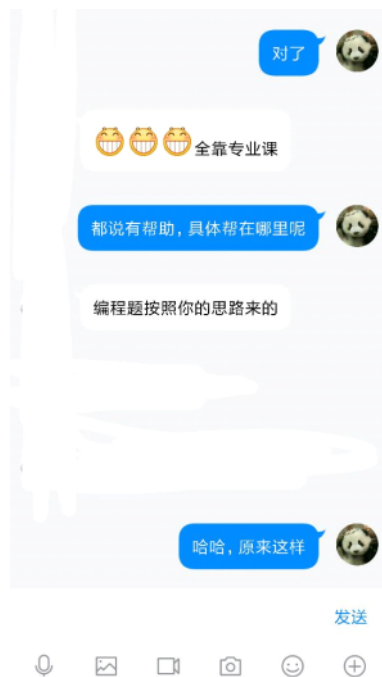 对了
全靠专业课
都说有帮助，具体帮在哪里呢
编程题按照你的思路来的
哈哈，原来这样
发送